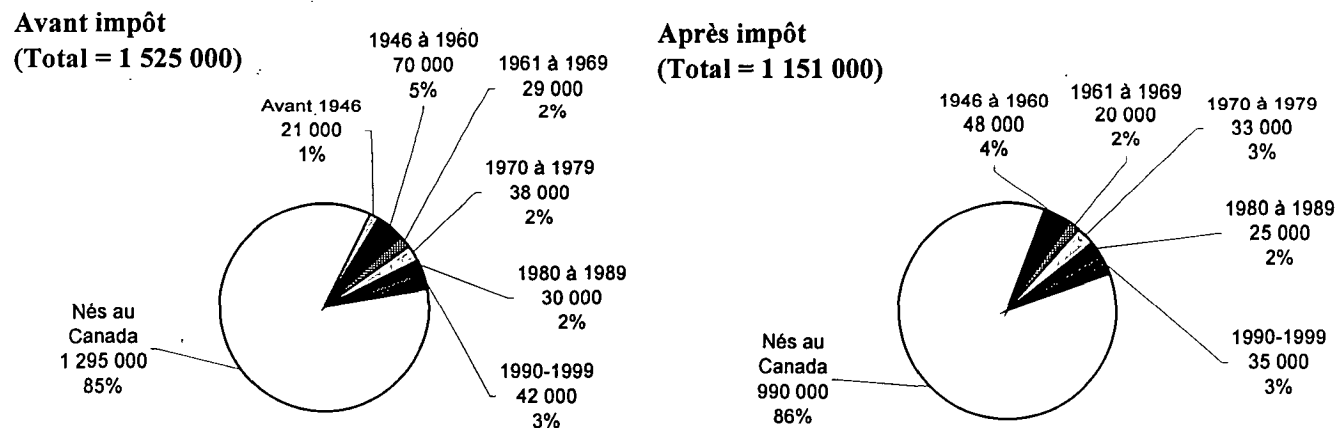 Avant impôt
(Total = 1 525 000)
1946 à 1960
70 000
5%
1961 à 1969
29 000
2%
Avant 1946
21 000
1%
1970 à 1979
38 000
2%
1980 à 1989
30 000
2%
1990-1999
42 000
3%
Nés au
Canada
1 295 000
85%
Après impôt
(Total = 1 151 000)
1946 à 1960
48 000
4%
1961 à 1969
20 000
2%
1970 à 1979
33 000
3%
1980 à 1989
25 000
2%
1990-1999
35 000
3%
Nés au
Canada
990 000
86%